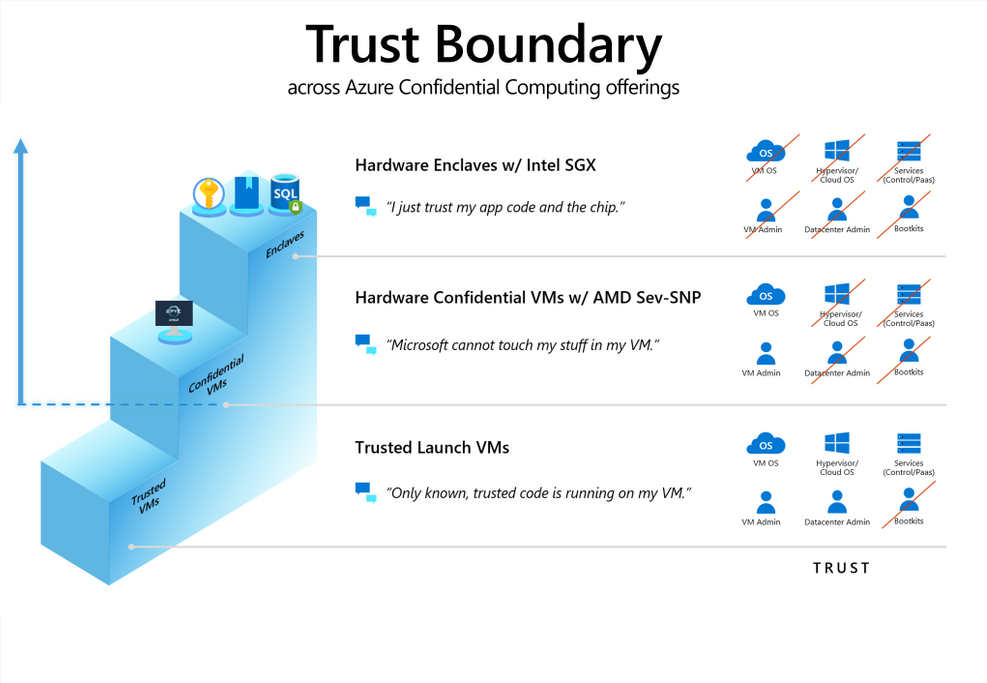 Trust Boundary
across Azure Confidential Computing offerings
Hardware Enclaves w/ Intel SGX
“I just trust my app code and the chip.”
OS
VM OS
Hypervisor/
Cloud OS
Services
(Control/Paas)
VM Admin
Datacenter Admin
Bootkits
SQL
Enclaves
Hardware Confidential VMs w/ AMD Sev-SNP
“Microsoft cannot touch my stuff in my VM.”
OS
VM OS
Hypervisor/
Cloud OS
Services
(Control/Paas)
VM Admin
Datacenter Admin
Bootkits
EPYC
AMD
Confidential
VMs
Trusted Launch VMs
“Only known, trusted code is running on my VM.”
OS
VM OS
Hypervisor/
Cloud OS
Services
(Control/Paas)
VM Admin
Datacenter Admin
Bootkits
Trusted
VMs
TRUST